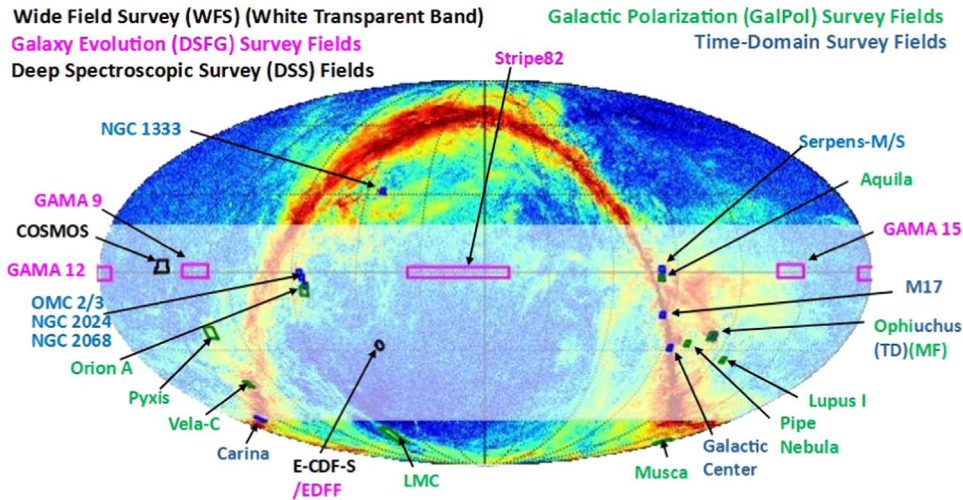 Wide Field Survey (WFS) (White Transparent Band)
Galaxy Evolution (DSFG) Survey Fields
Deep Spectroscopic Survey (DSS) Fields
Galactic Polarization (GalPol) Survey Fields
Time-Domain Survey Fields
Stripe82
NGC 1333
Serpens-M/S
Aquila
GAMA 9
COSMOS
GAMA 12
GAMA 15
OMC 2/3
NGC 2024
NGC 2068
M17
Orion A
Ophiuchus
(TD)(MF)
Pyxis
Vela-C
Lupus I
Carina
Pipe
Nebula
Galactic
Center
E-CDF-S
/EDFF
LMC
Musca